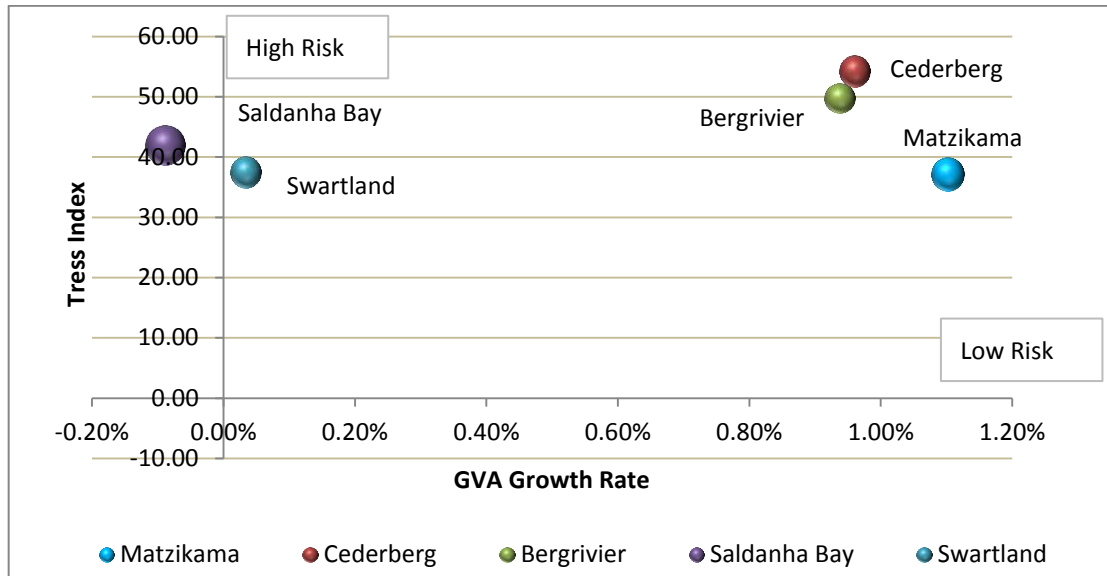 60.00
High Risk
50.00
Cederberg
Bergrivier
Saldanha Bay
Matzikama
40.00
Swartland
30.00
20.00
10.00
Low Risk
0.00
-0.20% 0.00% 0.20% 0.40% 0.60% 0.80% 1.00% 1.20%
-10.00
Tress Index
GVA Growth Rate
Matzikama Cederberg Bergrivier Saldanha Bay Swartland